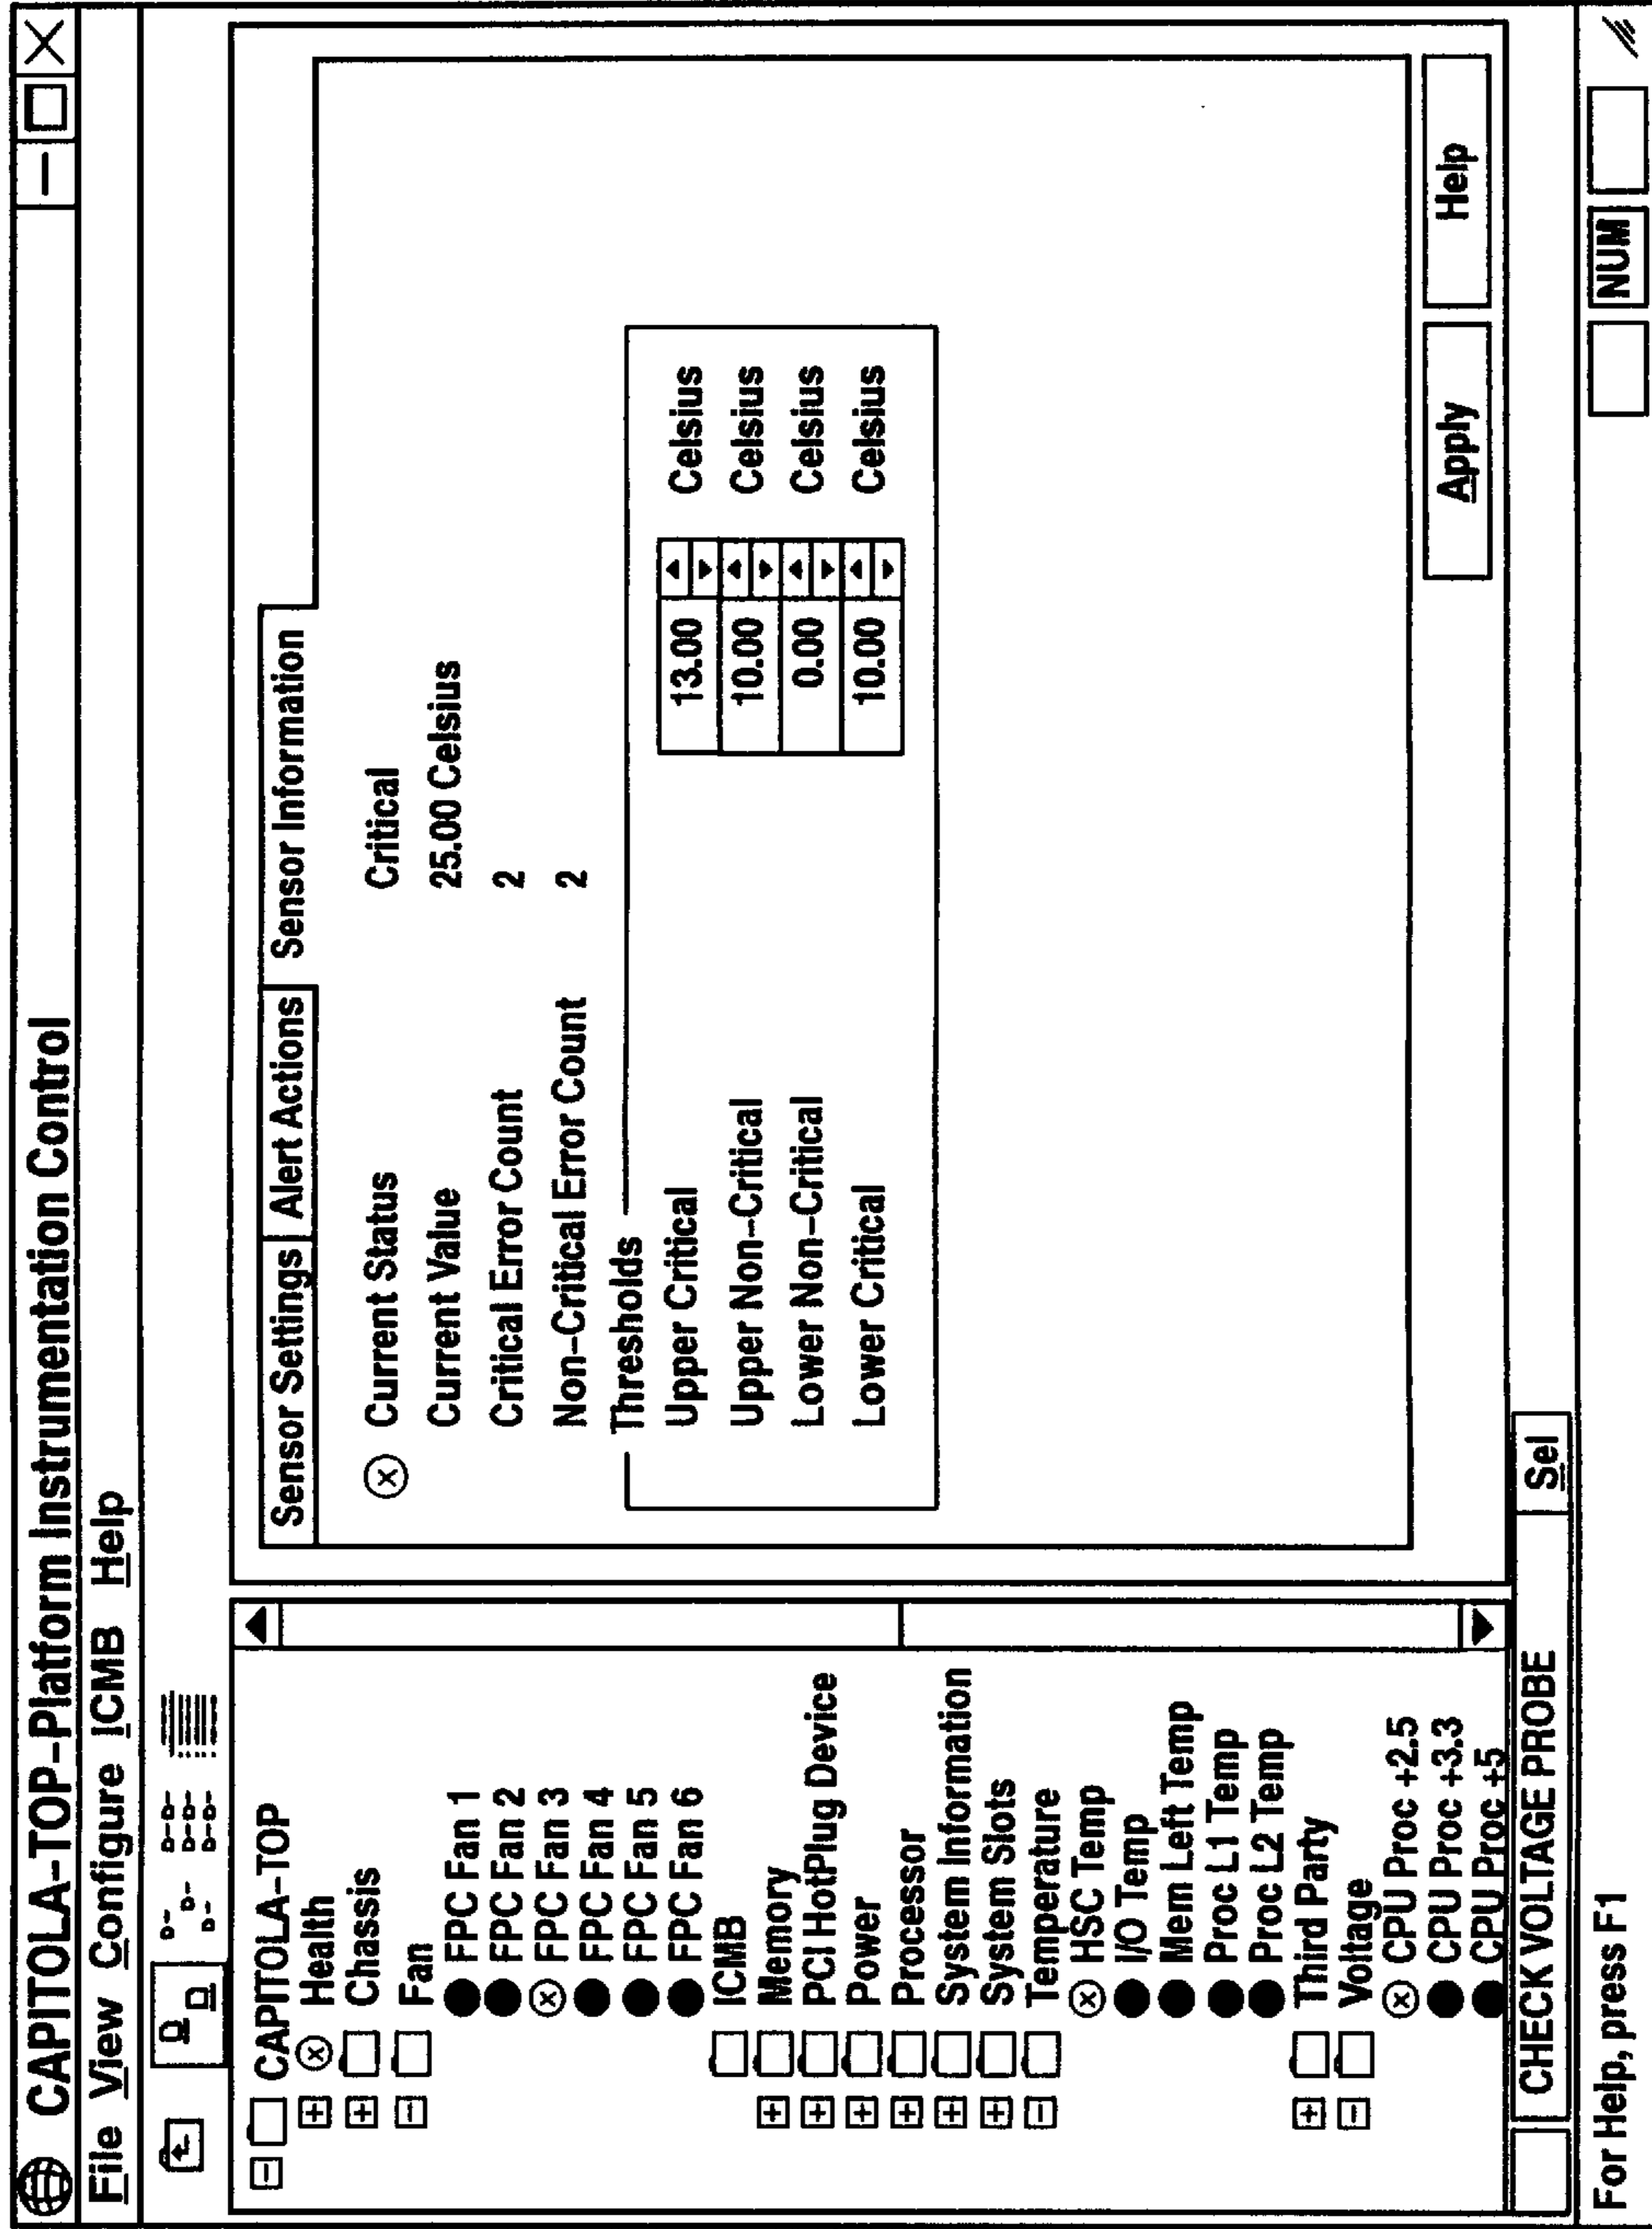 CAPITOLA-TOP-Platform Instrumentation Control
File View Configure ICMB Help
CAPITOLA-TOP
Health
Chassis
Fan
FPC Fan 1
FPC Fan 2
FPC Fan 3
FPC Fan 4
FPC Fan 5
FPC Fan 6
ICMB
Memory
PCI HotPlug Device
Power
Processor
System Information
System Slots
Temperature
HSC Temp
I/O Temp
Mem Left Temp
Proc L1 Temp
Proc L2 Temp
Third Party
Voltage
CPU Proc +2.5
CPU Proc +3.3
CPU Proc +5
Sensor Settings Alert Actions Sensor Information
Current Status Critical
Current Value 25.00 Celsius
Critical Error Count 2
Non-Critical Error Count 2
Thresholds
Upper Critical 13.00 Celsius
Upper Non-Critical 10.00 Celsius
Lower Non-Critical 0.00 Celsius
Lower Critical 10.00 Celsius
Apply Help
CHECK VOLTAGE PROBE Sel
For Help, press F1 NUM